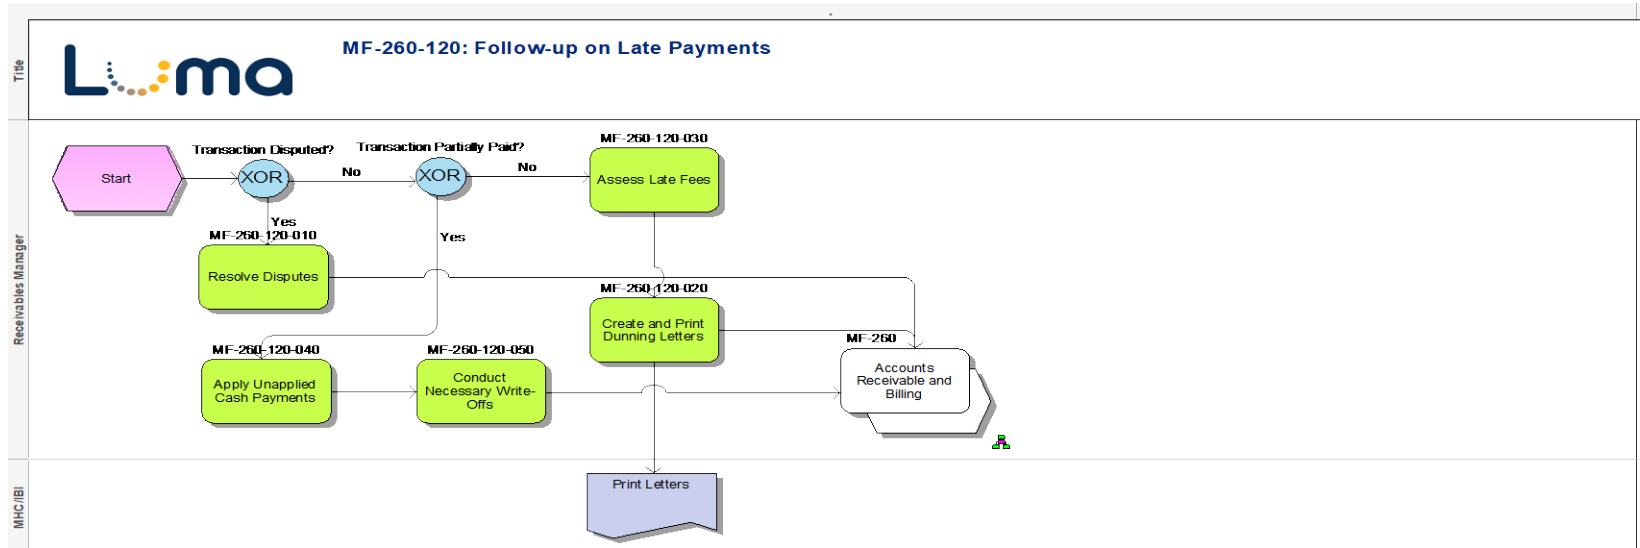 Title
Luma
MF-260-120: Follow-up on Late Payments
Receivables Manager
Start
Transaction Disputed?
XOR
No
Yes
Transaction Partially Paid?
XOR
No
Yes
MF-260-120-030
Assess Late Fees
MF-260-120-010
Resolve Disputes
MF-260-120-020
Create and Print
Dunning Letters
MF-260-120-040
Apply Unapplied
Cash Payments
MF-260-120-050
Conduct
Necessary Write-
Offs
MF-260
Accounts
Receivable and
Billing
MHC/IBI
Print Letters